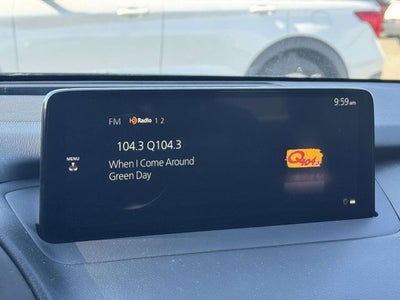 9:59 am
FM HD Radio 1 2
104.3 Q104.3
MENU
When I Come Around
Green Day
Q104.3